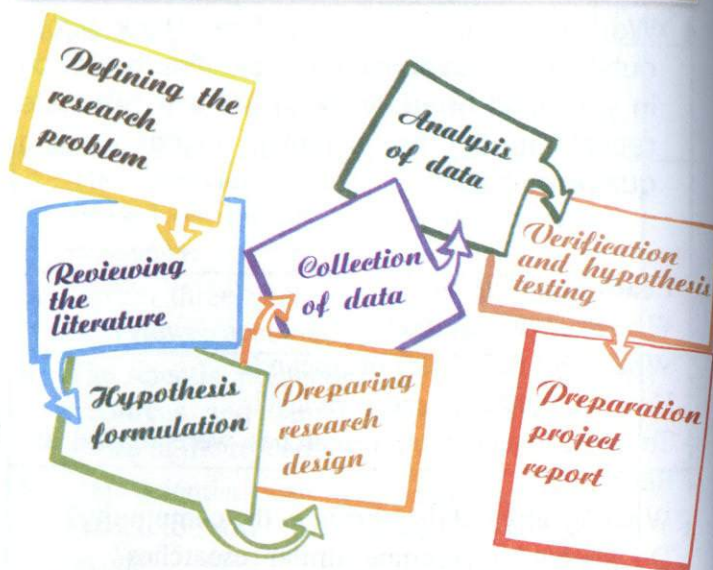 Defining the
research
problem
Reviewing
the
literature
Hypothesis
formulation
Preparing
research
design
Collection
of data
Analysis
of data
Verification
and hypothesis
testing
Preparation
project
report